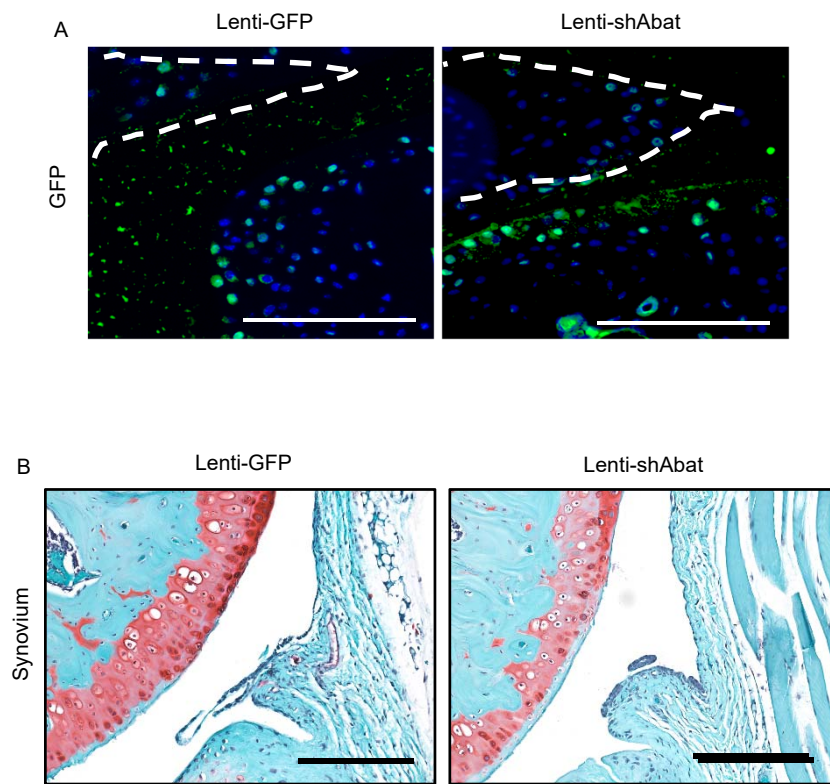 A
Lenti-GFP
Lenti-shAbat
GFP
B
Lenti-GFP
Lenti-shAbat
Synovium